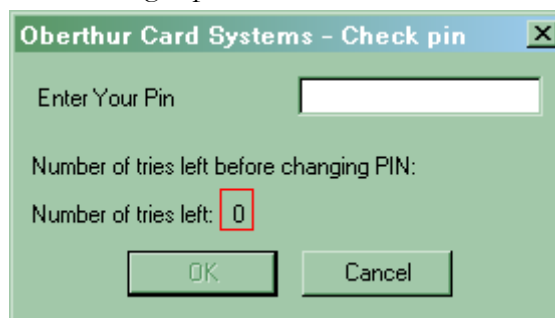 Oberthur Card Systems - Check pin
Enter Your Pin
Number of tries left before changing PIN:
Number of tries left: 0
OK Cancel